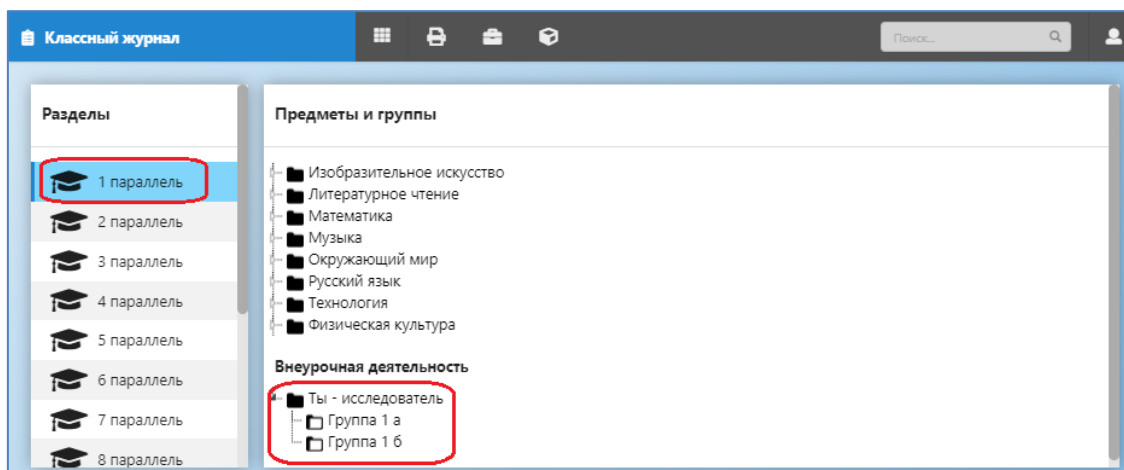 Классный журнал
Поиск...
Разделы
1 параллель
2 параллель
3 параллель
4 параллель
5 параллель
6 параллель
7 параллель
8 параллель
Предметы и группы
Изобразительное искусство
Литературное чтение
Математика
Музыка
Окружающий мир
Русский язык
Технология
Физическая культура
Внеурочная деятельность
Ты - исследователь
Группа 1 а
Группа 1 б